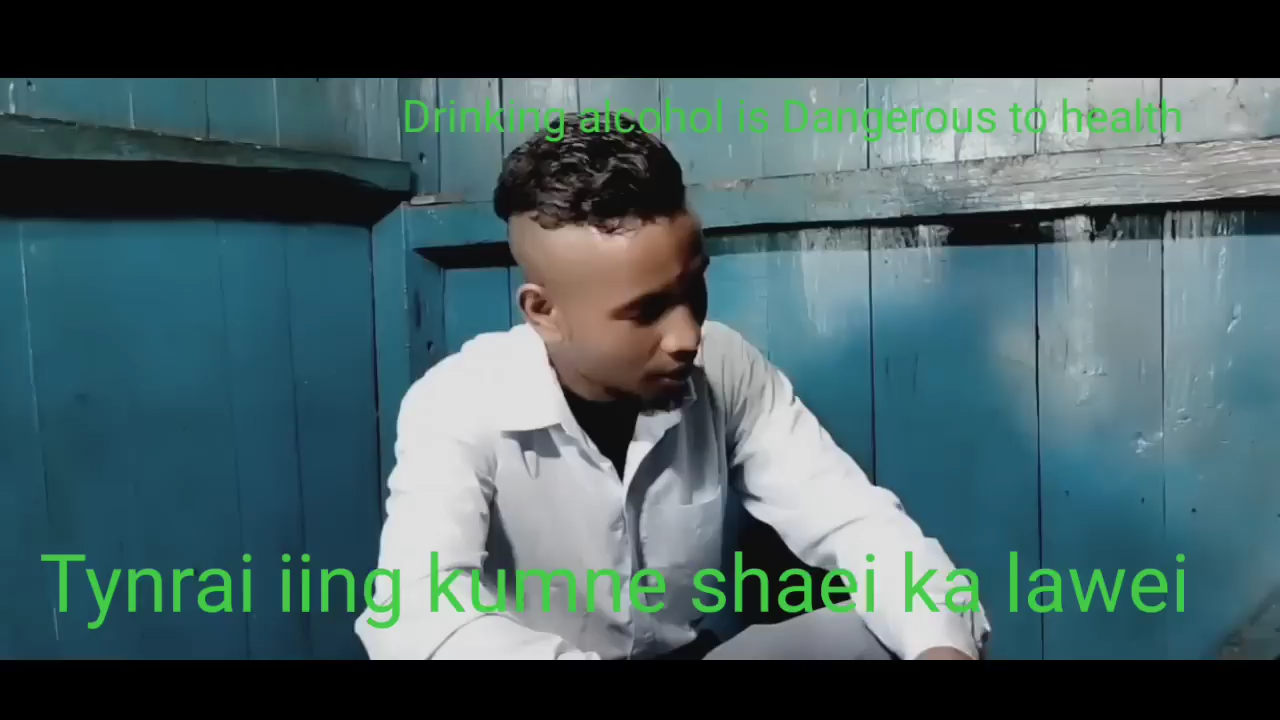 Drinking alcohol is Dangerous to health
Tynrai iing kumne shaei ka lawei